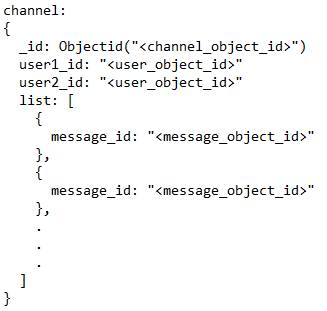 channel:
{
_id: Objectid("<channel_object_id>")
user1_id: "<user_object_id>"
user2_id: "<user_object_id>"
list: [
{
message_id: "<message_object_id>"
},
{
message_id: "<message_object_id>"
},
.
.
.
]
}